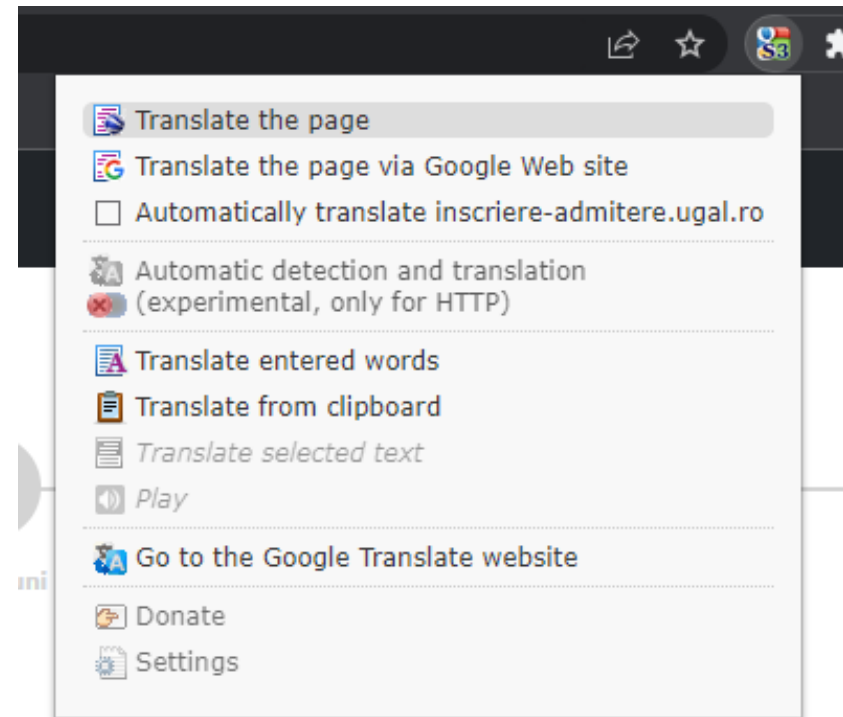 S3
Translate the page
Translate the page via Google Web site
Automatically translate inscriere-admitere.ugal.ro
Automatic detection and translation
(experimental, only for HTTP)
Translate entered words
Translate from clipboard
Translate selected text
Play
uni
Go to the Google Translate website
Donate
Settings